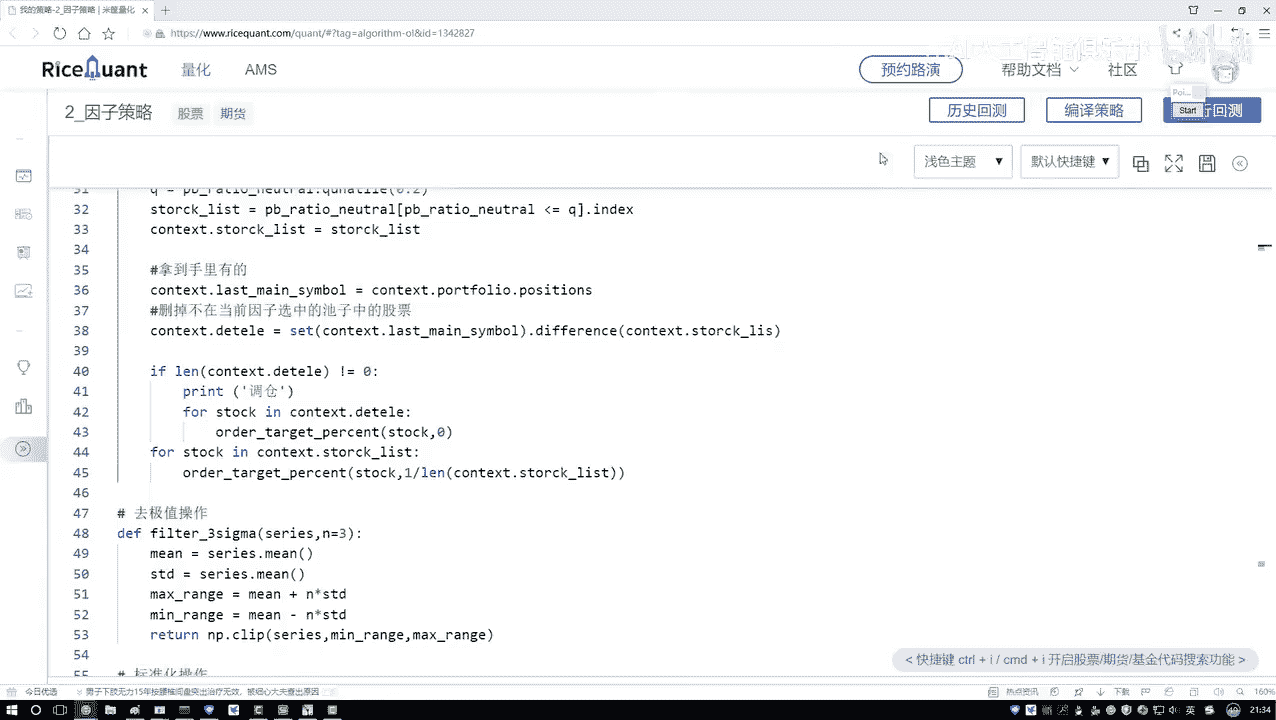 我的策略-2_因子策略 | 米筐量化
https://www.ricequant.com/quant/#?tag=algorithm-ol&id=1342827
RiceQuant 量化 AMS 预约路演 帮助文档 社区
2_因子策略 股票 期货 历史回测 编译策略 行回测
Poi...
Start
浅色主题 默认快捷键
31 q = pb_ratio_neutral.qunatile(0.2)
32 storck_list = pb_ratio_neutral[pb_ratio_neutral <= q].index
33 context.storck_list = storck_list
34
35 #拿到手里有的
36 context.last_main_symbol = context.portfolio.positions
37 #删掉不在当前因子选中的池子中的股票
38 context.detele = set(context.last_main_symbol).difference(context.storck_lis)
39
40 if len(context.detele) != 0:
41 print ('调仓')
42 for stock in context.detele:
43 order_target_percent(stock,0)
44 for stock in context.storck_list:
45 order_target_percent(stock,1/len(context.storck_list))
46
47 # 去极值操作
48 def filter_3sigma(series,n=3):
49 mean = series.mean()
50 std = series.mean()
51 max_range = mean + n*std
52 min_range = mean - n*std
53 return np.clip(series,min_range,max_range)
54
55 # 标准化操作
< 快捷键 ctrl + i / cmd + i 开启股票/期货/基金代码搜索功能 >
今日优选 男子下肢无力15年按腰椎间盘突出治疗无效，被细心大夫查出原因 热点资讯 下载 160%
英 21:34